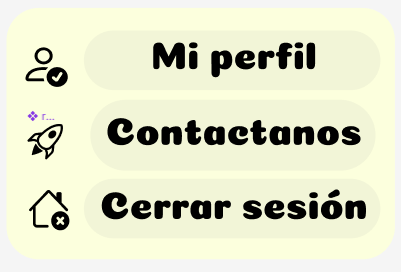 Mi perfil
r...
Contactanos
Cerrar sesión